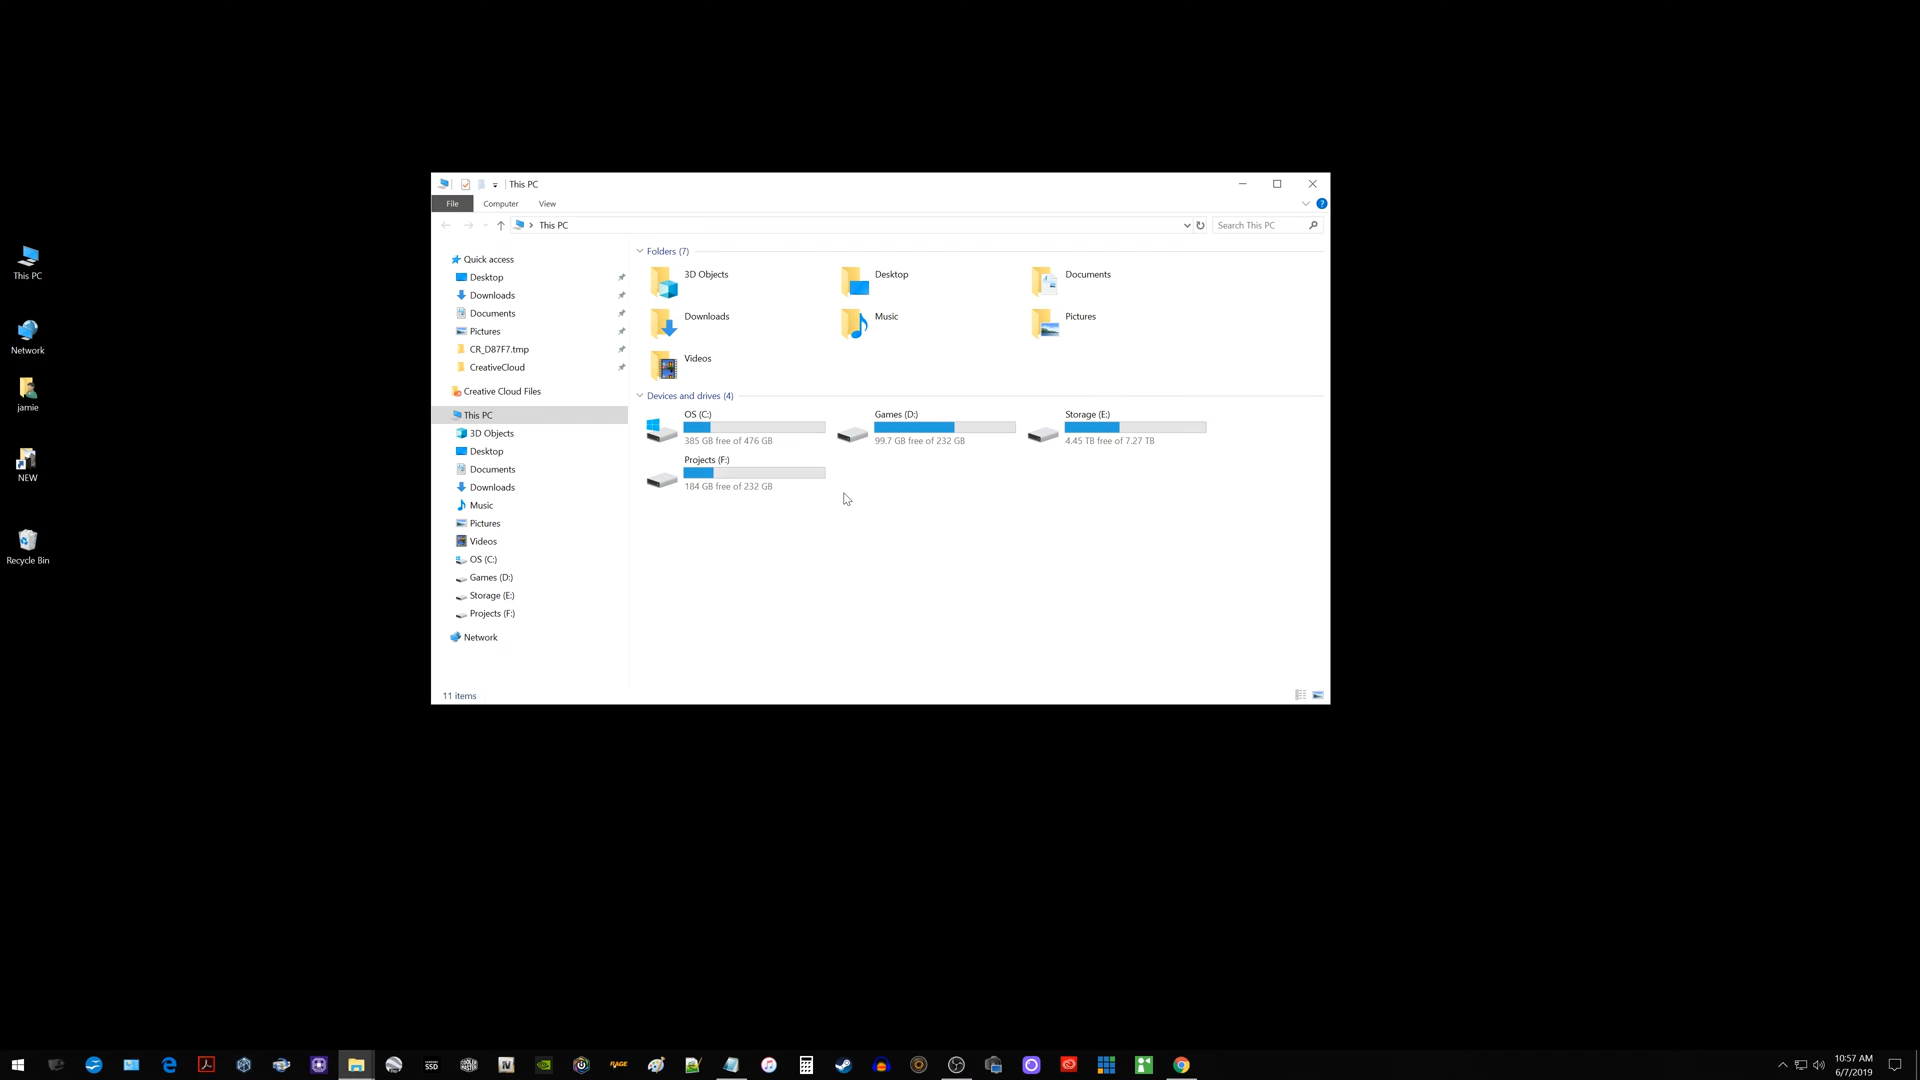 This PC
File Computer View
This PC
Search This PC
Quick access
Desktop
Downloads
Documents
Pictures
CR_D87F7.tmp
CreativeCloud
Creative Cloud Files
This PC
3D Objects
Desktop
Documents
Downloads
Music
Pictures
Videos
OS (C:)
Games (D:)
Storage (E:)
Projects (F:)
Network
Folders (7)
3D Objects
Desktop
Documents
Downloads
Music
Pictures
Videos
Devices and drives (4)
OS (C:)
385 GB free of 476 GB
Games (D:)
99.7 GB free of 232 GB
Storage (E:)
4.45 TB free of 7.27 TB
Projects (F:)
184 GB free of 232 GB
11 items
This PC
Network
jamie
NEW
Recycle Bin
SSD
COOLER MASTER
IV
RAGE
10:57 AM
6/7/2019